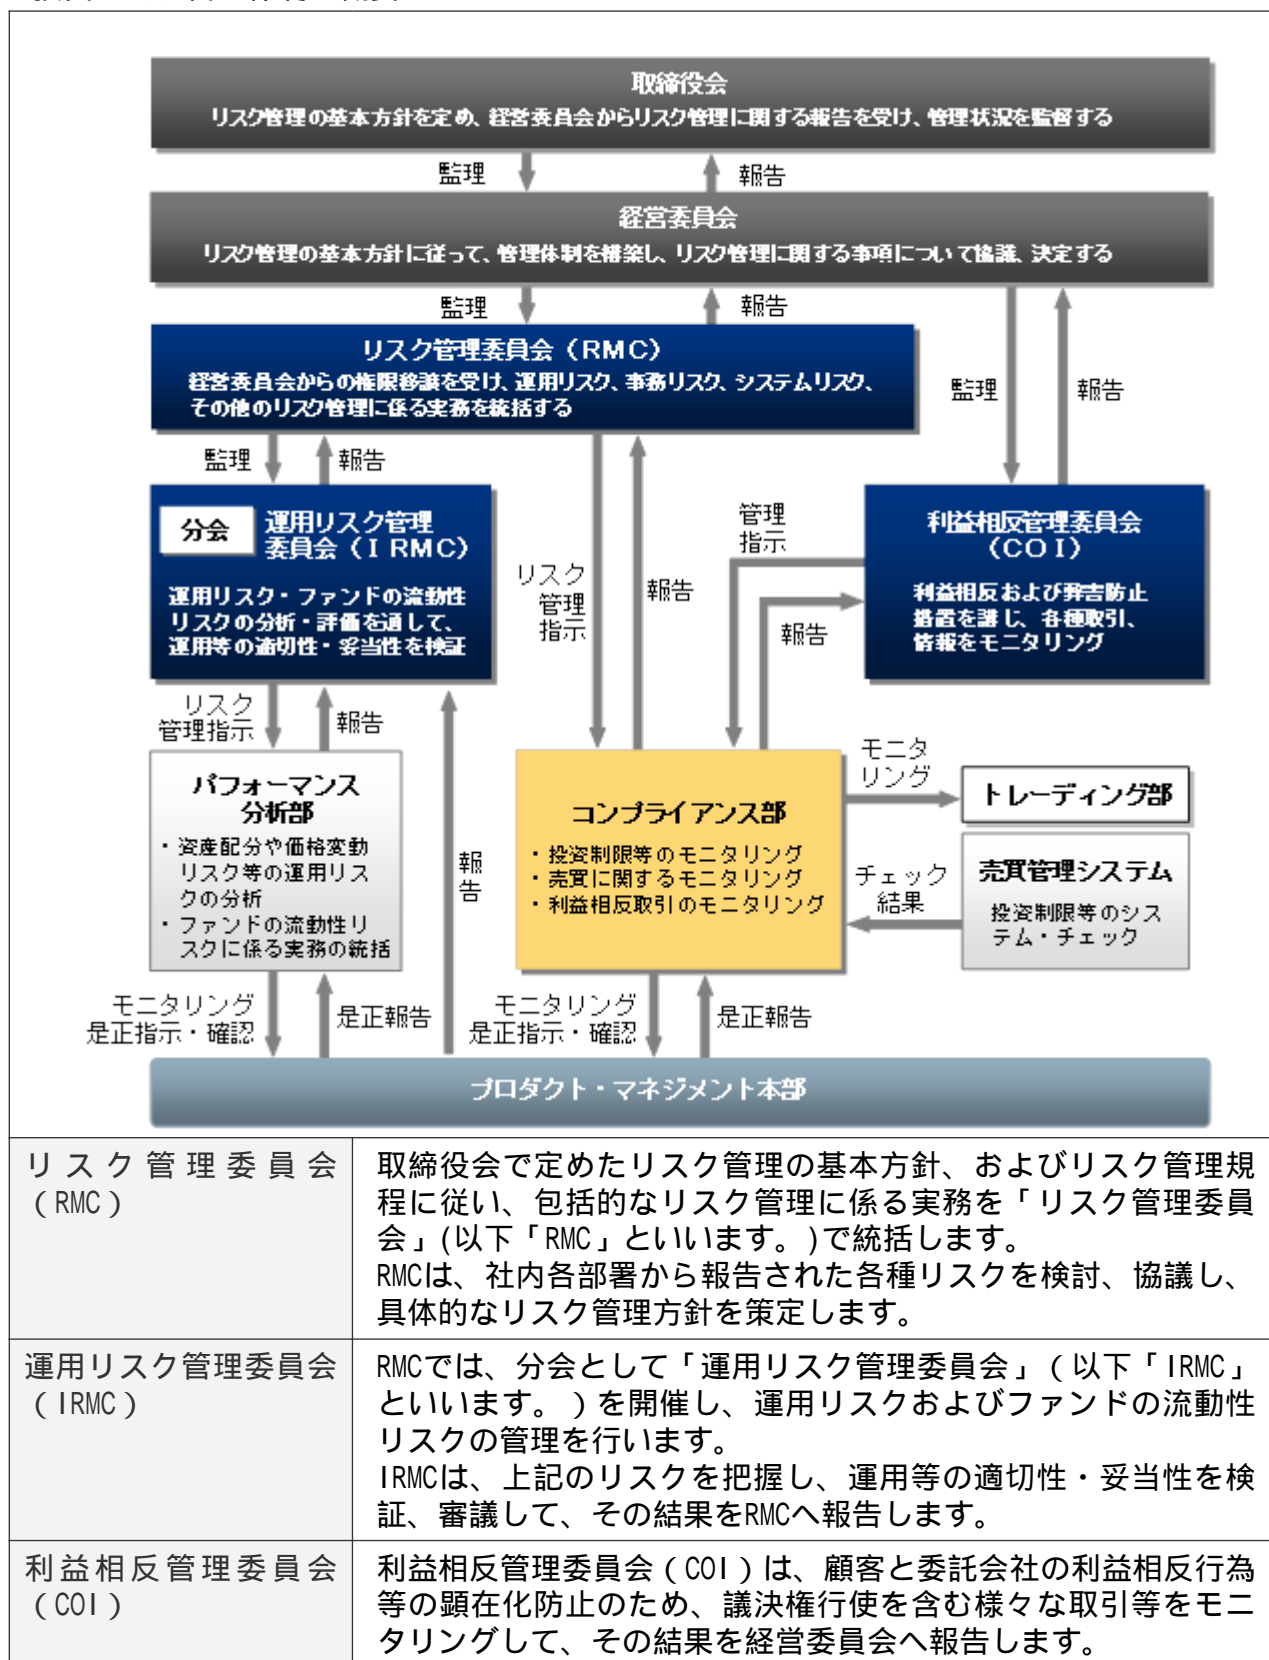 取締役会
リスク管理の基本方針を定め、経営委員会からリスク管理に関する報告を受け、管理状況を監督する
監理
報告
経営委員会
リスク管理の基本方針に従って、管理体制を構築し、リスク管理に関する事項について協議、決定する
監理
報告
リスク管理委員会（RMC）
経営委員会からの権限移譲を受け、運用リスク、事務リスク、システムリスク、
その他のリスク管理に係る実務を統括する
監理
報告
監理
報告
分会
運用リスク管理
委員会（IRMC）
運用リスク・ファンドの流動性
リスクの分析・評価を通して、
運用等の適切性・妥当性を検証
リスク
管理
指示
報告
管理
指示
報告
利益相反管理委員会
（COI）
利益相反および弊害防止
措置を講じ、各種取引、
情報をモニタリング
リスク
管理指示
報告
パフォーマンス
分析部
・資産配分や価格変動
リスク等の運用リス
クの分析
・ファンドの流動性リ
スクに係る実務の統括
報
告
コンプライアンス部
・投資制限等のモニタリング
・売買に関するモニタリング
・利益相反取引のモニタリング
モニタ
リング
トレーディング部
チェック
結果
売買管理システム
投資制限等のシス
テム・チェック
モニタリング
是正指示・確認
是正報告
モニタリング
是正指示・確認
是正報告
プロダクト・マネジメント本部
リスク管理委員会
（RMC）
取締役会で定めたリスク管理の基本方針、およびリスク管理規
程に従い、包括的なリスク管理に係る実務を「リスク管理委員
会」(以下「RMC」といいます。)で統括します。
RMCは、社内各部署から報告された各種リスクを検討、協議し、
具体的なリスク管理方針を策定します。
運用リスク管理委員会
（IRMC）
RMCでは、分会として「運用リスク管理委員会」（以下「IRMC」
といいます。）を開催し、運用リスクおよびファンドの流動性
リスクの管理を行います。
IRMCは、上記のリスクを把握し、運用等の適切性・妥当性を検
証、審議して、その結果をRMCへ報告します。
利益相反管理委員会
（COI）
利益相反管理委員会（COI）は、顧客と委託会社の利益相反行為
等の顕在化防止のため、議決権行使を含む様々な取引等をモニ
タリングして、その結果を経営委員会へ報告します。